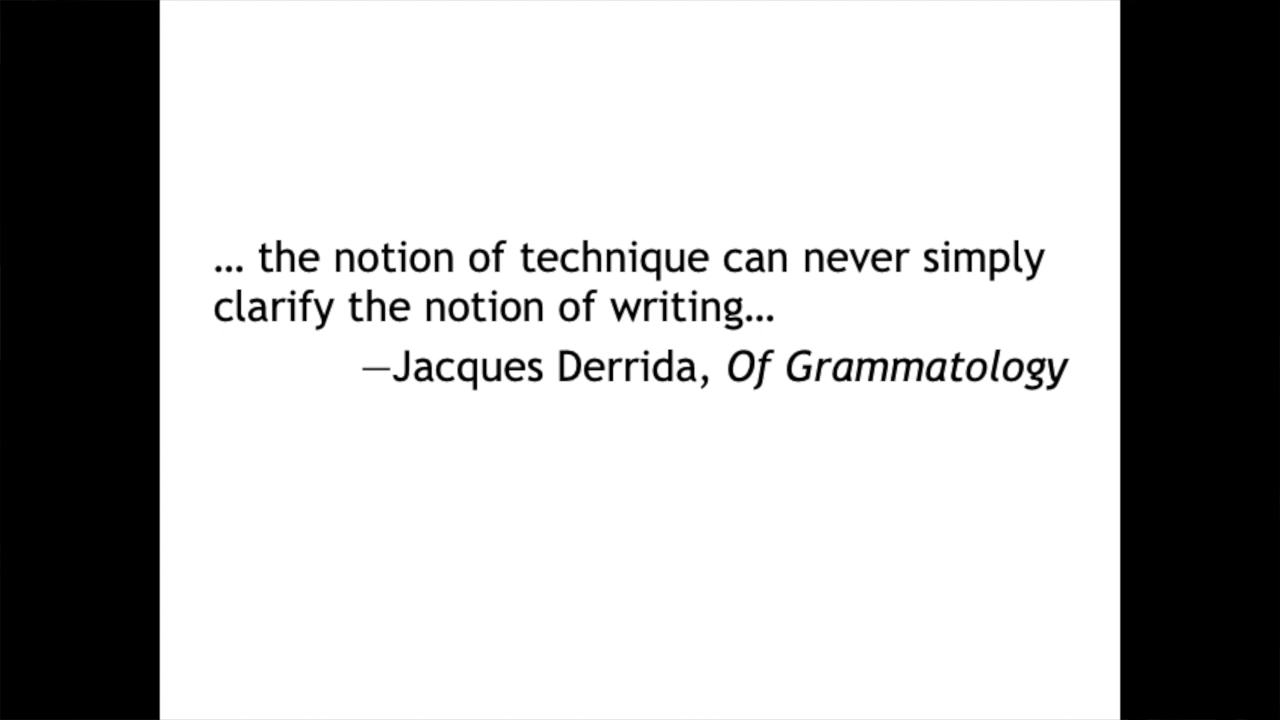 … the notion of technique can never simply
clarify the notion of writing…
—Jacques Derrida, Of Grammatology